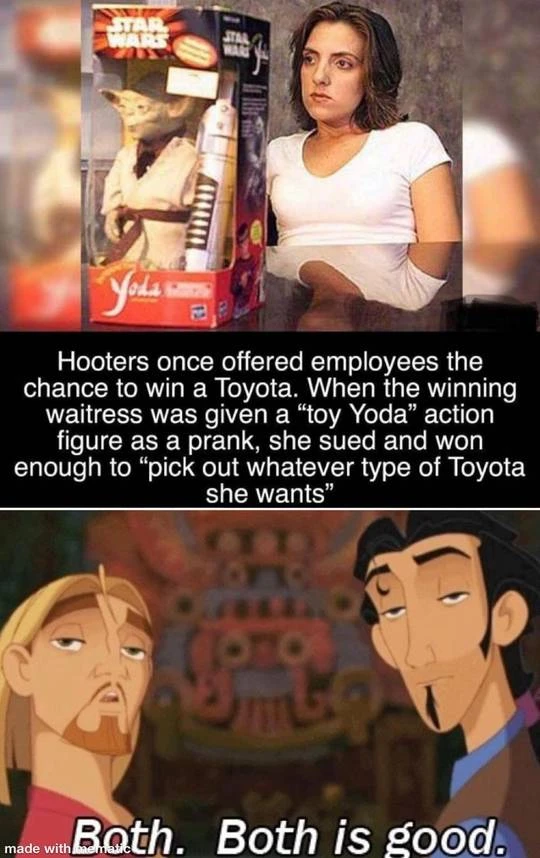 STAR
WARS
STAR
WARS
Yoda
Yoda
Hooters once offered employees the
chance to win a Toyota. When the winning
waitress was given a “toy Yoda” action
figure as a prank, she sued and won
enough to “pick out whatever type of Toyota
she wants”
Both. Both is good.
made with mematic